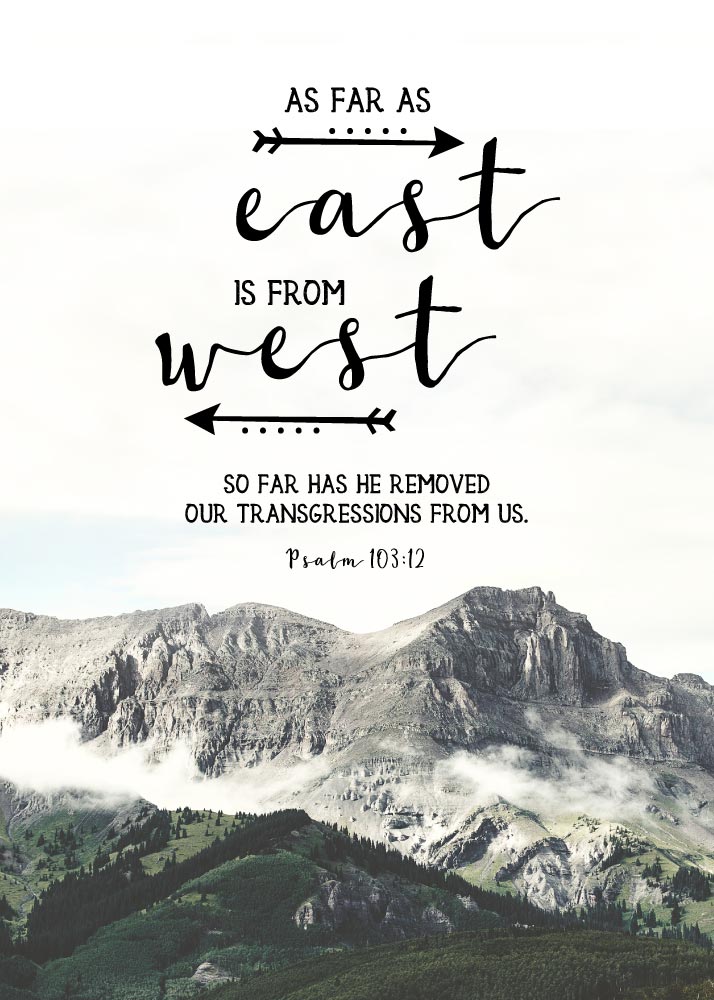 AS FAR AS
east
IS FROM
west
SO FAR HAS HE REMOVED
OUR TRANSGRESSIONS FROM US.
Psalm 103:12